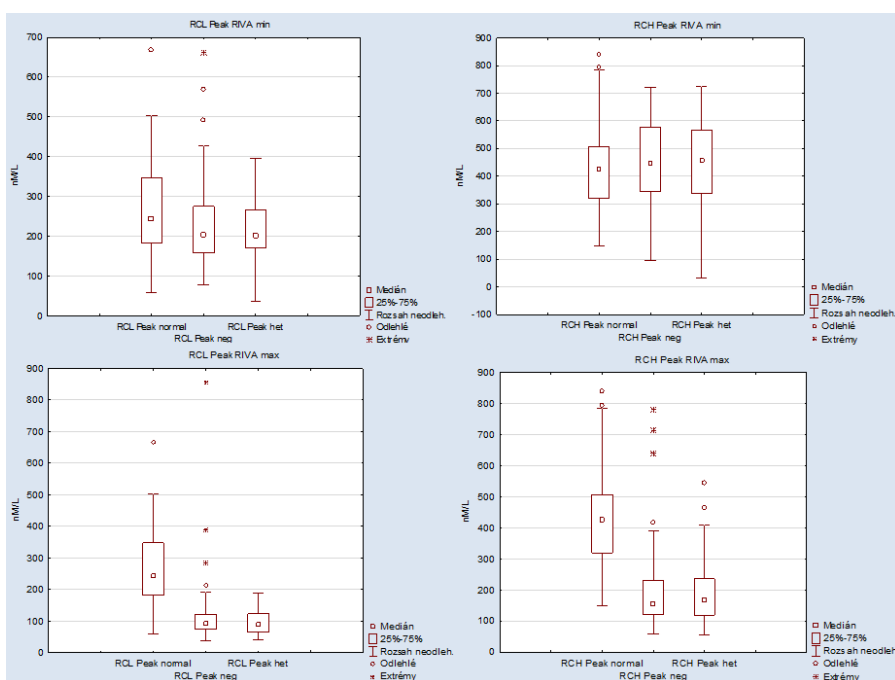 RCL Peak RIVA min
700
600
500
400
300
200
100
0
nM/L
RCL Peak normal
RCL Peak neg
RCL Peak het
Medián
25%-75%
Rozsah neodleh.
Odlehlé
Extrémy
RCH Peak RIVA min
900
800
700
600
500
400
300
200
100
0
-100
nM/L
RCH Peak normal
RCH Peak neg
RCH Peak het
Medián
25%-75%
Rozsah neodleh.
Odlehlé
Extrémy
RCL Peak RIVA max
900
800
700
600
500
400
300
200
100
0
nM/L
RCL Peak normal
RCL Peak neg
RCL Peak het
Medián
25%-75%
Rozsah neodleh.
Odlehlé
Extrémy
RCH Peak RIVA max
900
800
700
600
500
400
300
200
100
0
nM/L
RCH Peak normal
RCH Peak neg
RCH Peak het
Medián
25%-75%
Rozsah neodleh.
Odlehlé
Extrémy